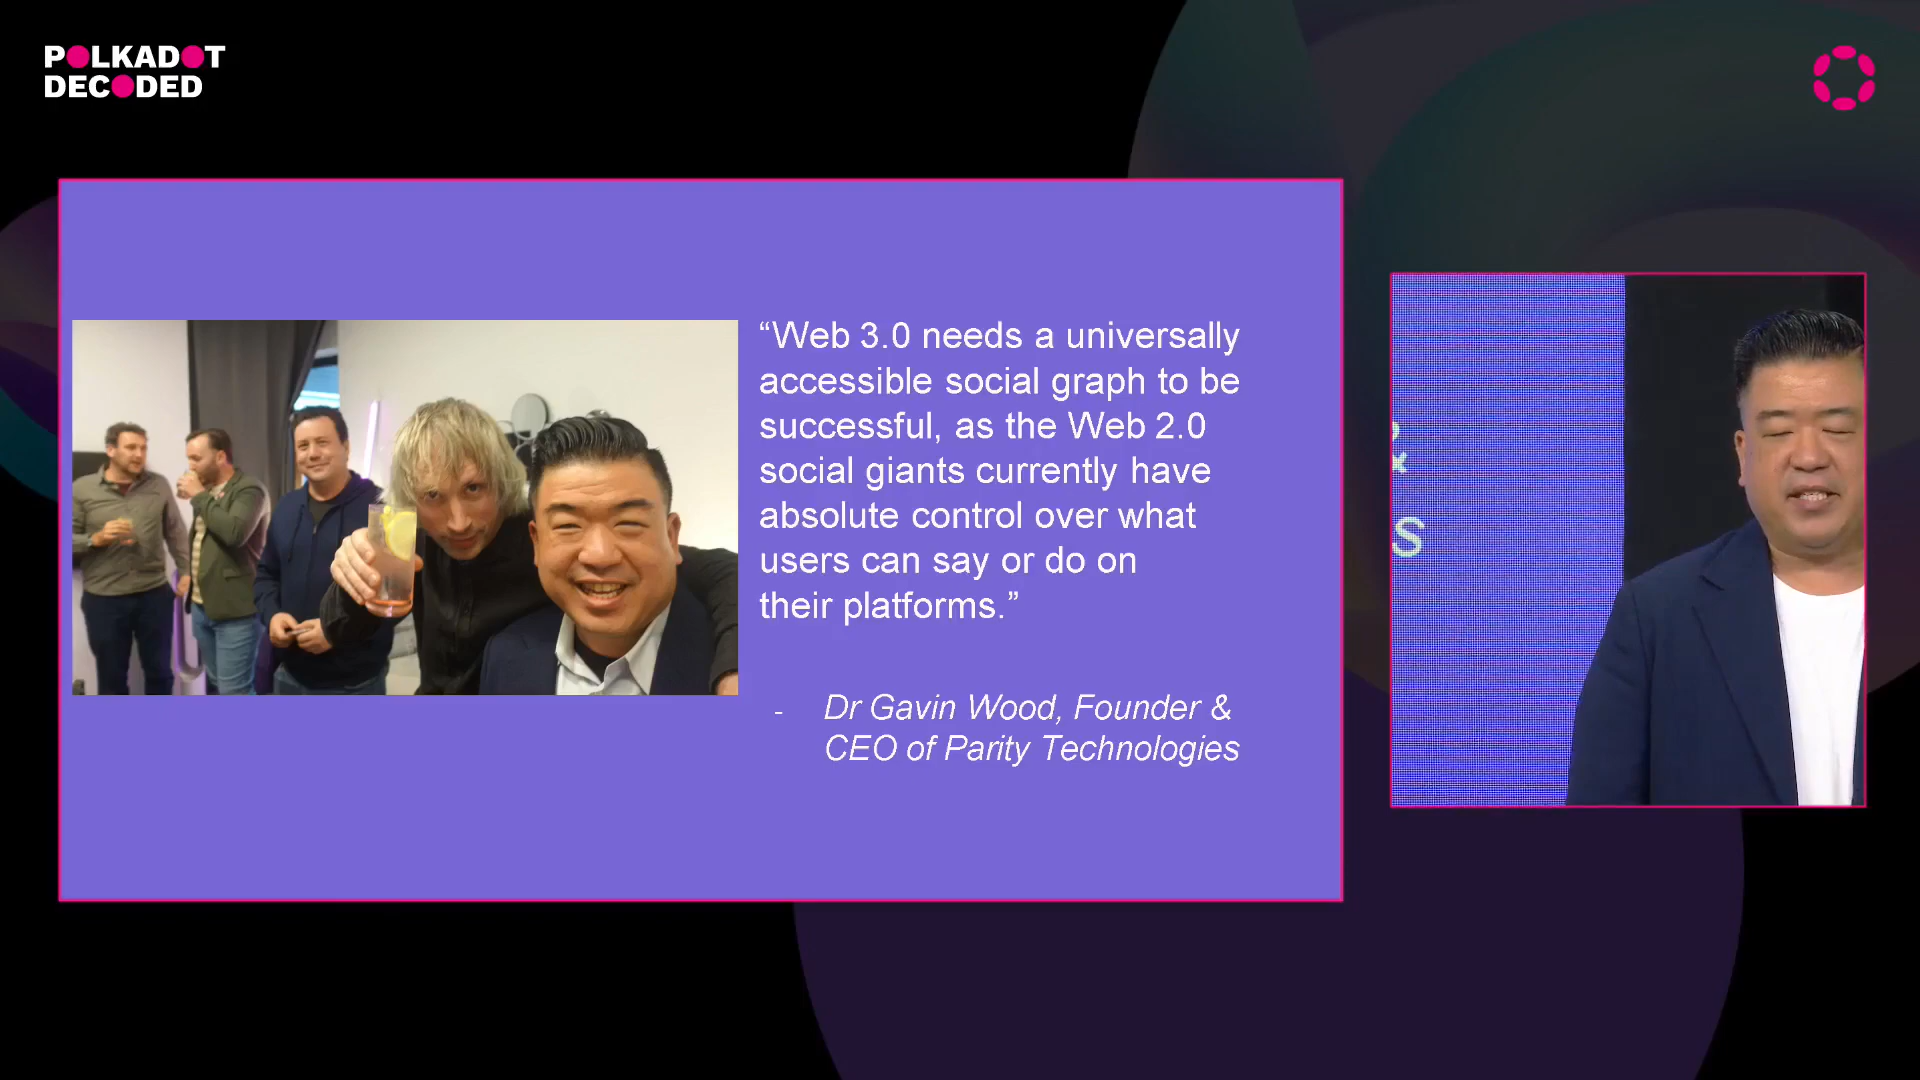 POLKADOT
DECODED
“Web 3.0 needs a universally
accessible social graph to be
successful, as the Web 2.0
social giants currently have
absolute control over what
users can say or do on
their platforms.”
- Dr Gavin Wood, Founder &
CEO of Parity Technologies
S